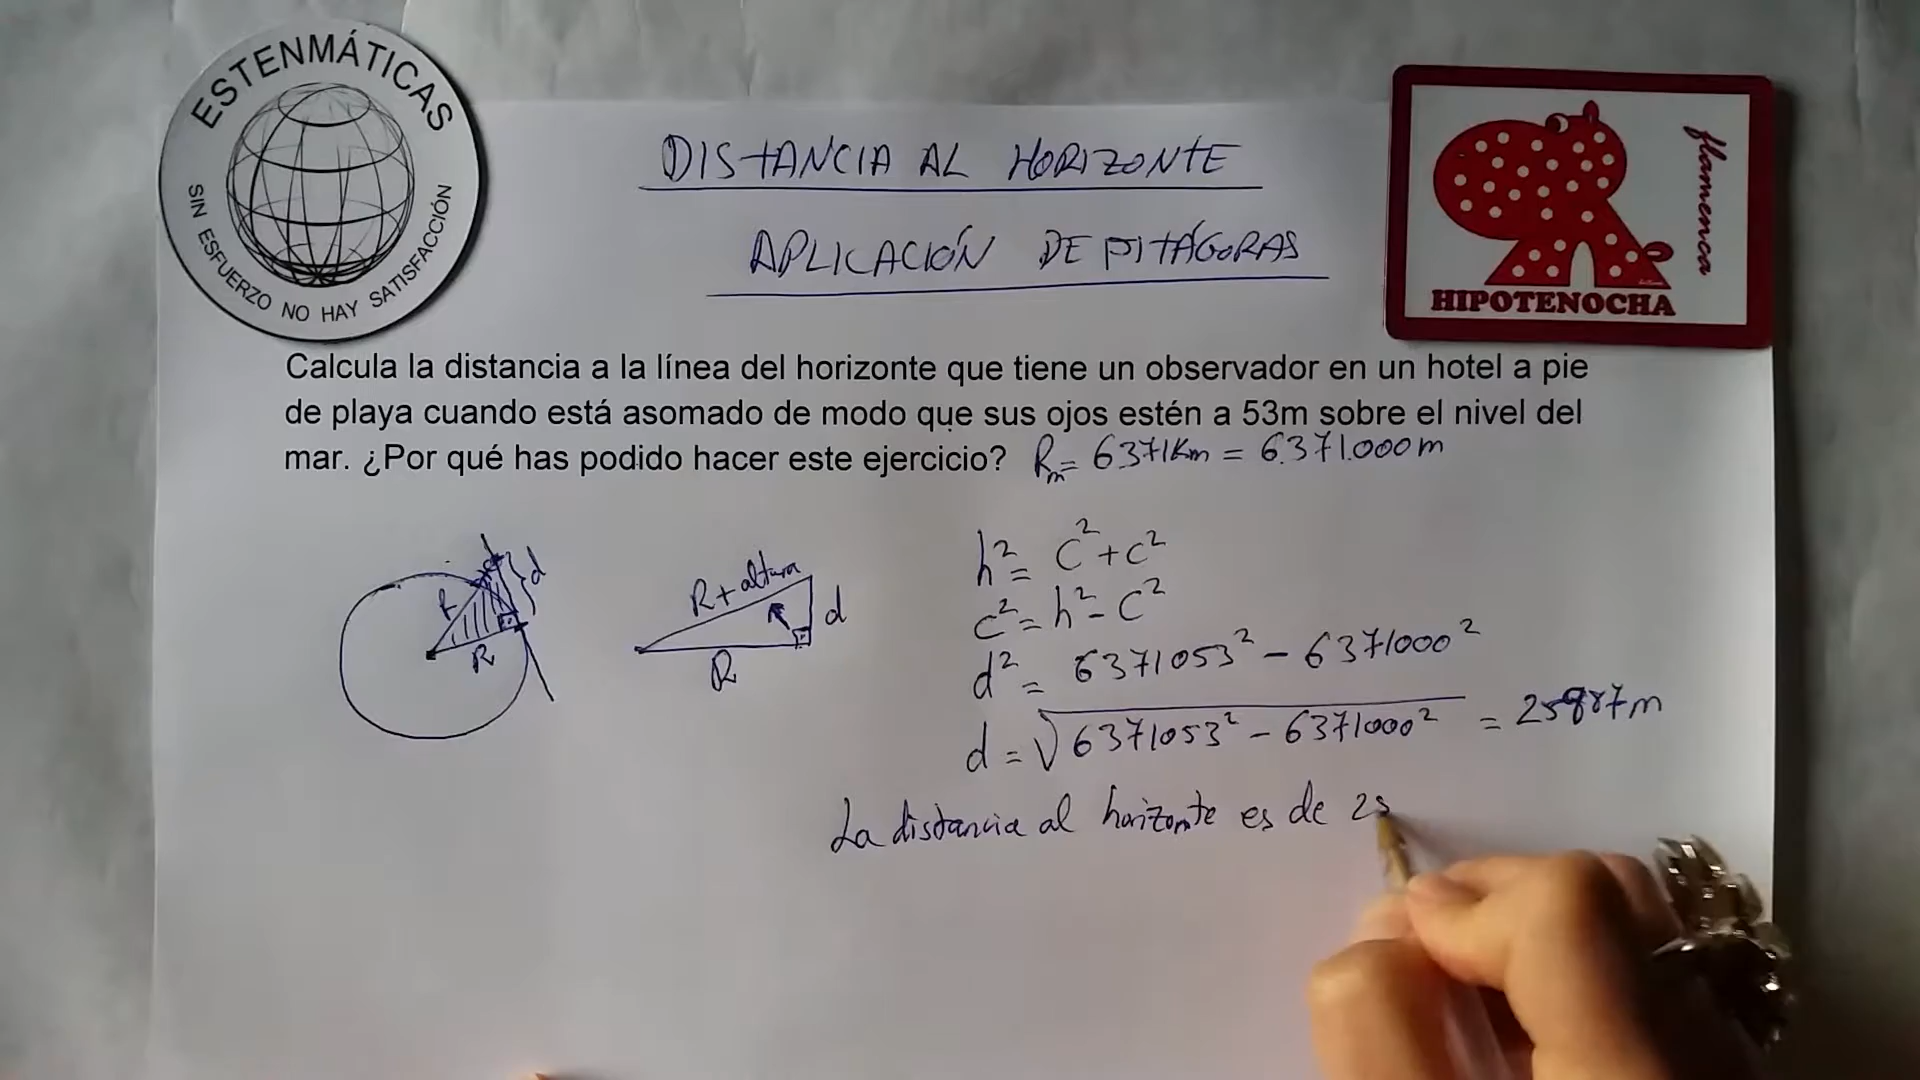 ESTENMÁTICAS
SIN ESFUERZO NO HAY SATISFACCIÓN
DISTANCIA AL HORIZONTE
APLICACIÓN DE PITÁGORAS
flamenca
HIPOTENOCHA
Calcula la distancia a la línea del horizonte que tiene un observador en un hotel a pie
de playa cuando está asomado de modo que sus ojos estén a 53m sobre el nivel del
mar. ¿Por qué has podido hacer este ejercicio? Rm = 6371Km = 6.371.000m
d
R
R
R+altura
d
R
h² = c²+c²
c² = h²-c²
d² = 6371053² - 6371000²
d = √6371053² - 6371000² = 25987m
La distancia al horizonte es de 25